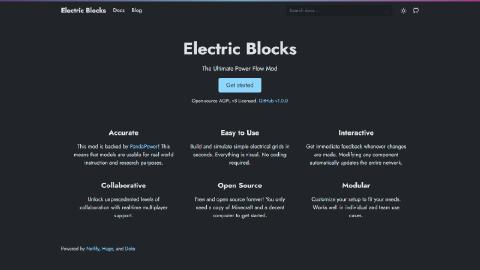 Electric Blocks Docs Blog Search docs...
Electric Blocks
The Ultimate Power Flow Mod
Get started
Open source AGPL v3 Licensed. GitHub v1.0.0
Accurate
This mod is backed by PandaPower! This
means that models are usable for real world
instruction and research purposes.
Easy to Use
Build and simulate simple electrical grids in
seconds. Everything is visual. No coding
required.
Interactive
Get immediate feedback whenever changes
are made. Modifying any component
automatically updates the entire network.
Collaborative
Unlock unprecedented levels of
collaboration with realtime multiplayer
support.
Open Source
Free and open source forever! You only
need a copy of Minecraft and a decent
computer to get started.
Modular
Customize your setup to fit your needs.
Works well in individual and team use
cases.
Powered by Netlify, Hugo, and Doks